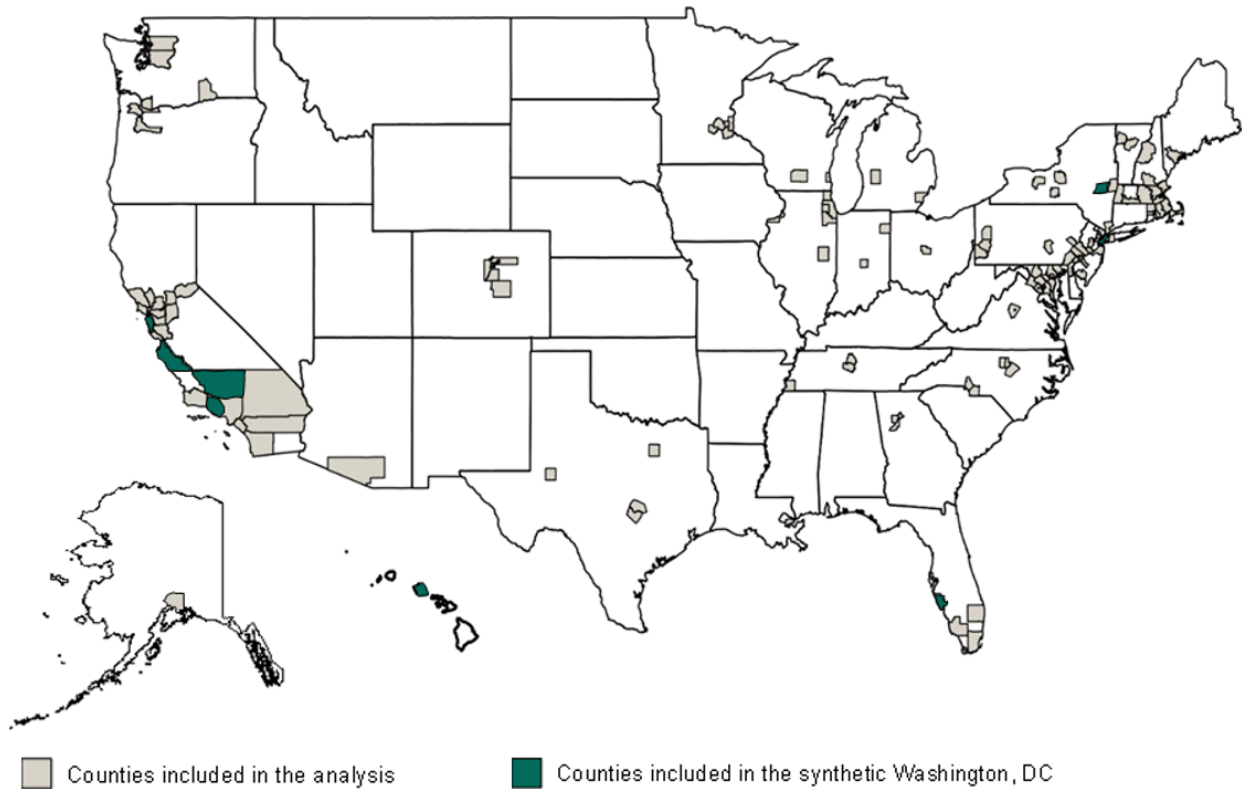 Counties included in the analysis
Counties included in the synthetic Washington, DC